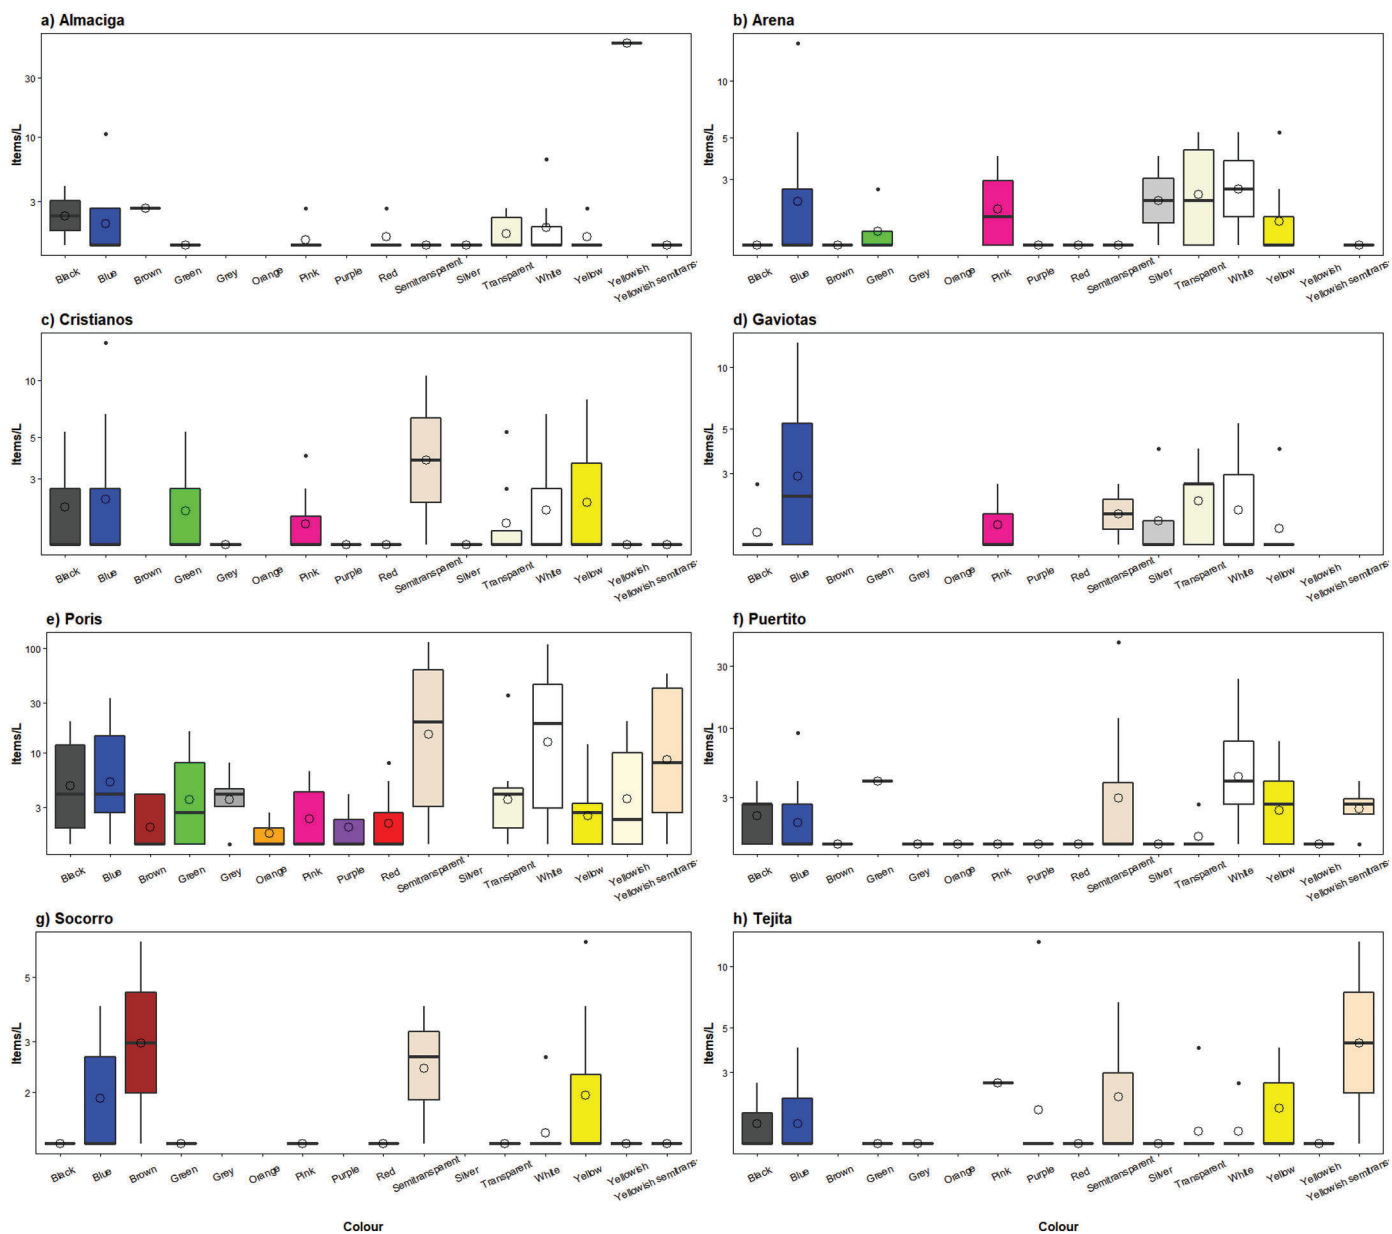 a) Almaciga
Items/L
30
10
3
Black Blue Brown Green Grey Orange Pink Purple Red Semitransparent Silver Transparent White Yellow Yellowish Yellowish semitrans.
b) Arena
Items/L
10
5
3
Black Blue Brown Green Grey Orange Pink Purple Red Semitransparent Silver Transparent White Yellow Yellowish Yellowish semitrans.
c) Cristianos
Items/L
10
5
3
Black Blue Brown Green Grey Orange Pink Purple Red Semitransparent Silver Transparent White Yellow Yellowish Yellowish semitrans.
d) Gaviotas
Items/L
10
5
3
Black Blue Brown Green Grey Orange Pink Purple Red Semitransparent Silver Transparent White Yellow Yellowish Yellowish semitrans.
e) Poris
Items/L
100
30
10
3
Black Blue Brown Green Grey Orange Pink Purple Red Semitransparent Silver Transparent White Yellow Yellowish Yellowish semitrans.
f) Puertito
Items/L
30
10
3
Black Blue Brown Green Grey Orange Pink Purple Red Semitransparent Silver Transparent White Yellow Yellowish Yellowish semitrans.
g) Socorro
Items/L
5
3
2
Black Blue Brown Green Grey Orange Pink Purple Red Semitransparent Silver Transparent White Yellow Yellowish Yellowish semitrans.
Colour
h) Tejita
Items/L
10
5
3
Black Blue Brown Green Grey Orange Pink Purple Red Semitransparent Silver Transparent White Yellow Yellowish Yellowish semitrans.
Colour